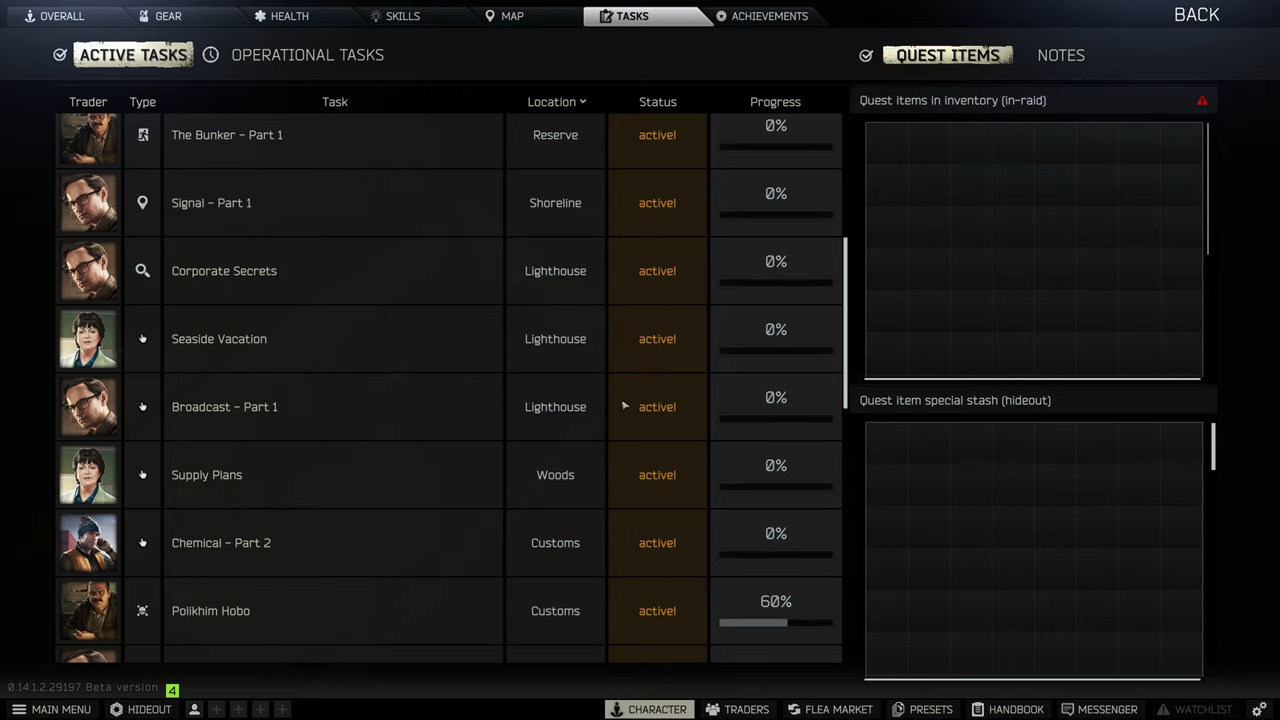 OVERALL GEAR HEALTH SKILLS MAP TASKS ACHIEVEMENTS BACK
ACTIVE TASKS OPERATIONAL TASKS QUEST ITEMS NOTES
Trader Type Task Location Status Progress
Quest items in inventory (in-raid)
The Bunker - Part 1 Reserve active! 0%
Signal - Part 1 Shoreline active! 0%
Corporate Secrets Lighthouse active! 0%
Seaside Vacation Lighthouse active! 0%
Broadcast - Part 1 Lighthouse active! 0%
Quest item special stash (hideout)
Supply Plans Woods active! 0%
Chemical - Part 2 Customs active! 0%
Polikhim Hobo Customs active! 60%
0.14.1.2.29197 Beta version 4
MAIN MENU HIDEOUT CHARACTER TRADERS FLEA MARKET PRESETS HANDBOOK MESSENGER WATCHLIST